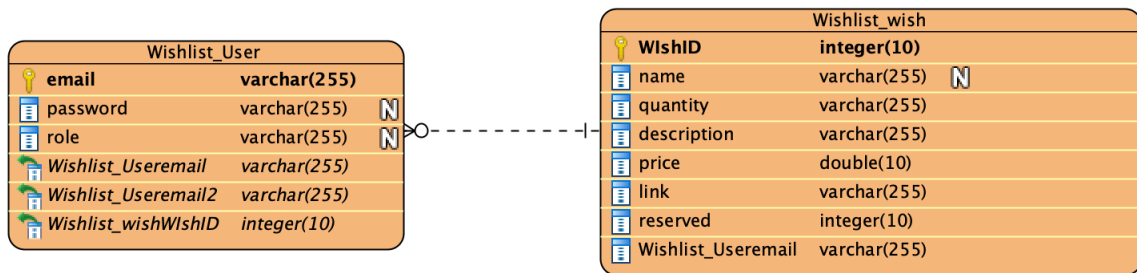 Wishlist_User
email varchar(255)
password varchar(255) N
role varchar(255) N
Wishlist_Useremail varchar(255)
Wishlist_Useremail2 varchar(255)
Wishlist_wishWIshID integer(10)
Wishlist_wish
WIshID integer(10)
name varchar(255) N
quantity varchar(255)
description varchar(255)
price double(10)
link varchar(255)
reserved integer(10)
Wishlist_Useremail varchar(255)